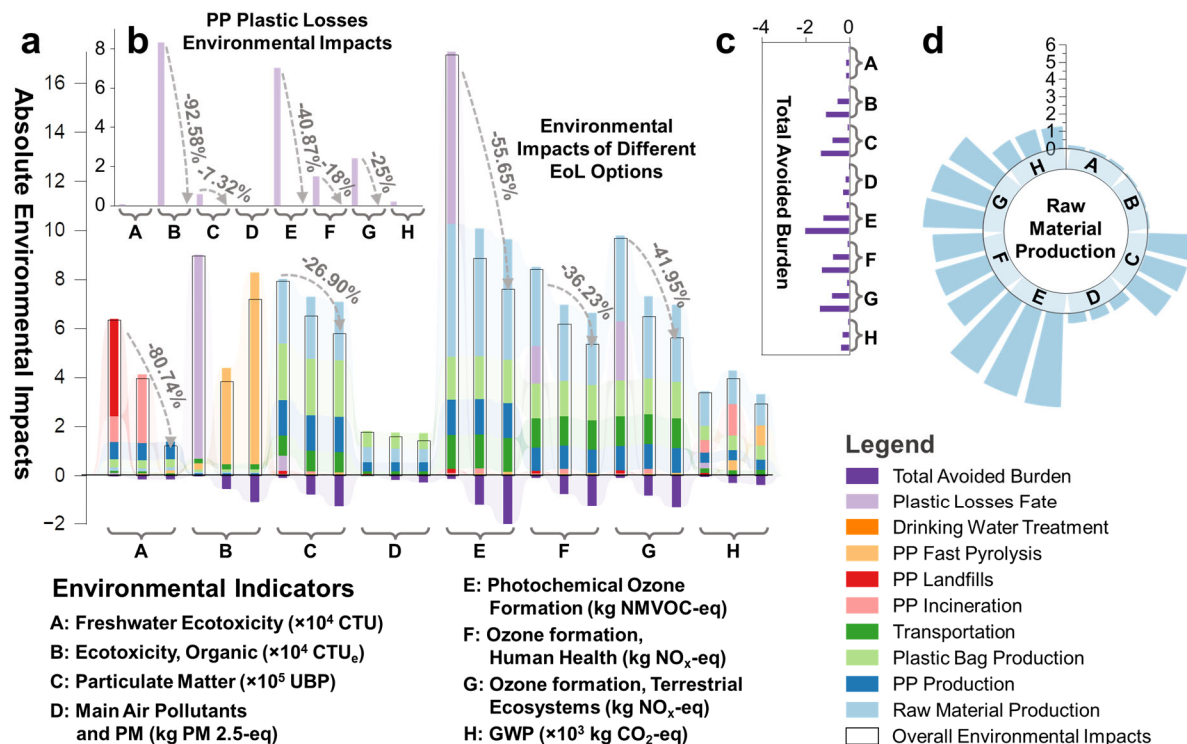 a
b
PP Plastic Losses
Environmental Impacts
c
d
Absolute Environmental Impacts
16
14
12
10
8
6
4
2
0
−2
8
6
4
2
0
-92.58%
-7.32%
-40.87%
-18%
-25%
A B C D E F G H
Environmental
Impacts of Different
EoL Options
-80.74%
-26.90%
-55.65%
-36.23%
-41.95%
A B C D E F G H
-4 -2 0
Total Avoided Burden
A
B
C
D
E
F
G
H
6
5
4
3
2
1
0
Raw
Material
Production
A
B
C
D
E
F
G
H
Environmental Indicators
A: Freshwater Ecotoxicity (×10⁴ CTU)
B: Ecotoxicity, Organic (×10⁴ CTUₑ)
C: Particulate Matter (×10⁵ UBP)
D: Main Air Pollutants
and PM (kg PM 2.5-eq)
E: Photochemical Ozone
Formation (kg NMVOC-eq)
F: Ozone formation,
Human Health (kg NOₓ-eq)
G: Ozone formation, Terrestrial
Ecosystems (kg NOₓ-eq)
H: GWP (×10³ kg CO₂-eq)
Legend
Total Avoided Burden
Plastic Losses Fate
Drinking Water Treatment
PP Fast Pyrolysis
PP Landfills
PP Incineration
Transportation
Plastic Bag Production
PP Production
Raw Material Production
Overall Environmental Impacts